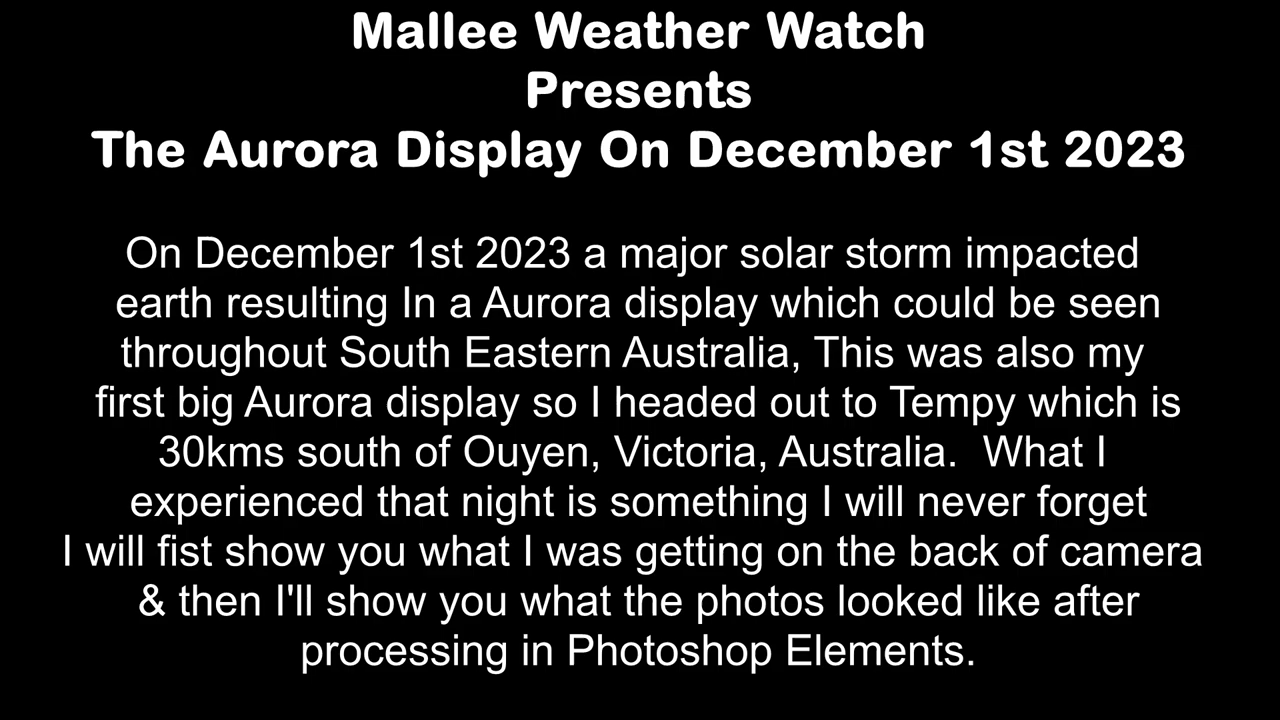 Mallee Weather Watch
Presents
The Aurora Display On December 1st 2023
On December 1st 2023 a major solar storm impacted
earth resulting In a Aurora display which could be seen
throughout South Eastern Australia, This was also my
first big Aurora display so I headed out to Tempy which is
30kms south of Ouyen, Victoria, Australia.  What I
experienced that night is something I will never forget
I will fist show you what I was getting on the back of camera
& then I'll show you what the photos looked like after
processing in Photoshop Elements.